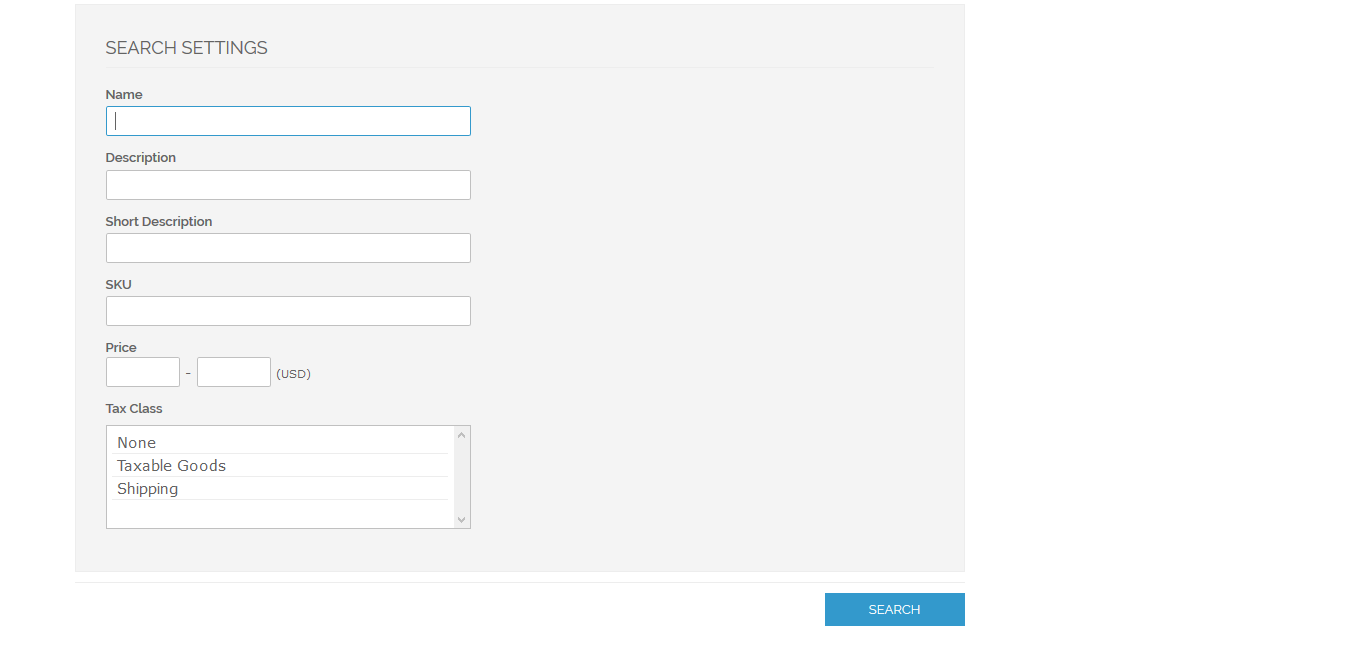 SEARCH SETTINGS
Name
Description
Short Description
SKU
Price
- (USD)
Tax Class
None
Taxable Goods
Shipping
SEARCH